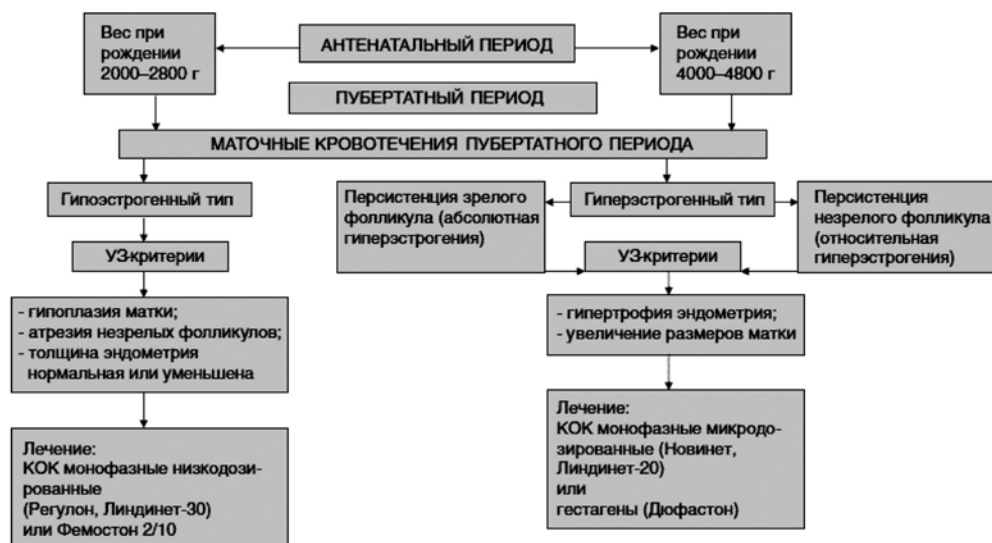 Вес при
рождении
2000–2800 г
АНТЕНАТАЛЬНЫЙ ПЕРИОД
Вес при
рождении
4000–4800 г
ПУБЕРТАТНЫЙ ПЕРИОД
МАТОЧНЫЕ КРОВОТЕЧЕНИЯ ПУБЕРТАТНОГО ПЕРИОДА
Гипоэстрогенный тип
Персистенция зрелого
фолликула (абсолютная
гиперэстрогения)
Гиперэстрогенный тип
Персистенция
незрелого фолликула
(относительная
гиперэстрогения)
УЗ-критерии
УЗ-критерии
- гипоплазия матки;
- атрезия незрелых фолликулов;
- толщина эндометрия
нормальная или уменьшена
- гипертрофия эндометрия;
- увеличение размеров матки
Лечение:
КОК монофазные низкодози-
рованные
(Регулон, Линдинет-30)
или Фемостон 2/10
Лечение:
КОК монофазные микродо-
зированные (Новинет,
Линдинет-20)
или
гестагены (Дюфастон)